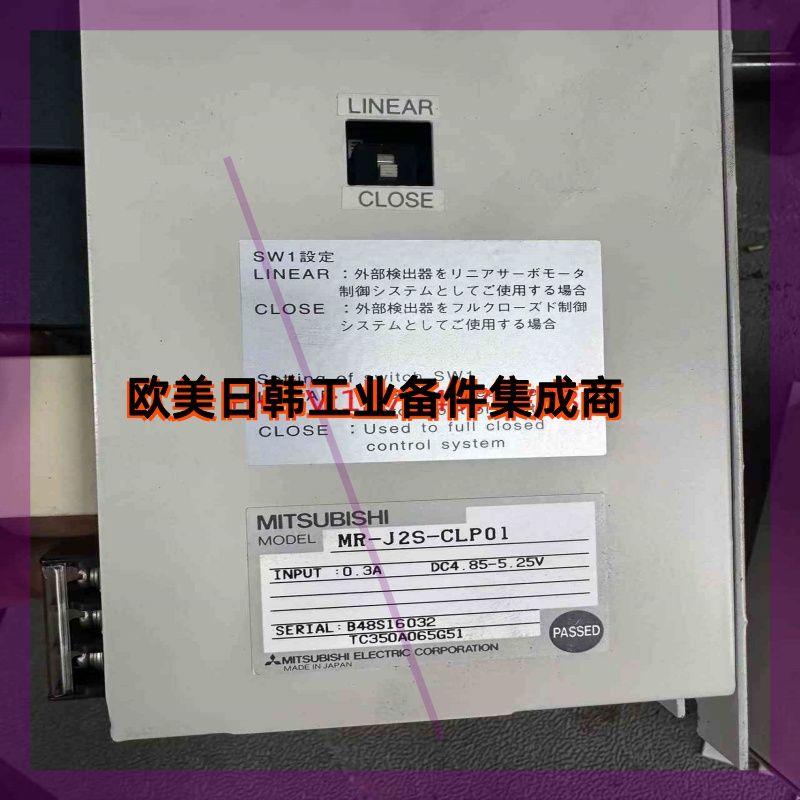 LINEAR
CLOSE
SW1設定
LINEAR :外部検出器をリニアサーボモータ
制御システムとしてご使用する場合
CLOSE :外部検出器をフルクローズド制御
システムとしてご使用する場合
Setting of switch SW1
欧美日韩工业备件集成商
CLOSE :Used to full closed
control system
MITSUBISHI
MODEL MR-J2S-CLP01
INPUT :0.3A DC4.85-5.25V
SERIAL:B48S16032
TC350A065G51
PASSED
MITSUBISHI ELECTRIC CORPORATION
MADE IN JAPAN